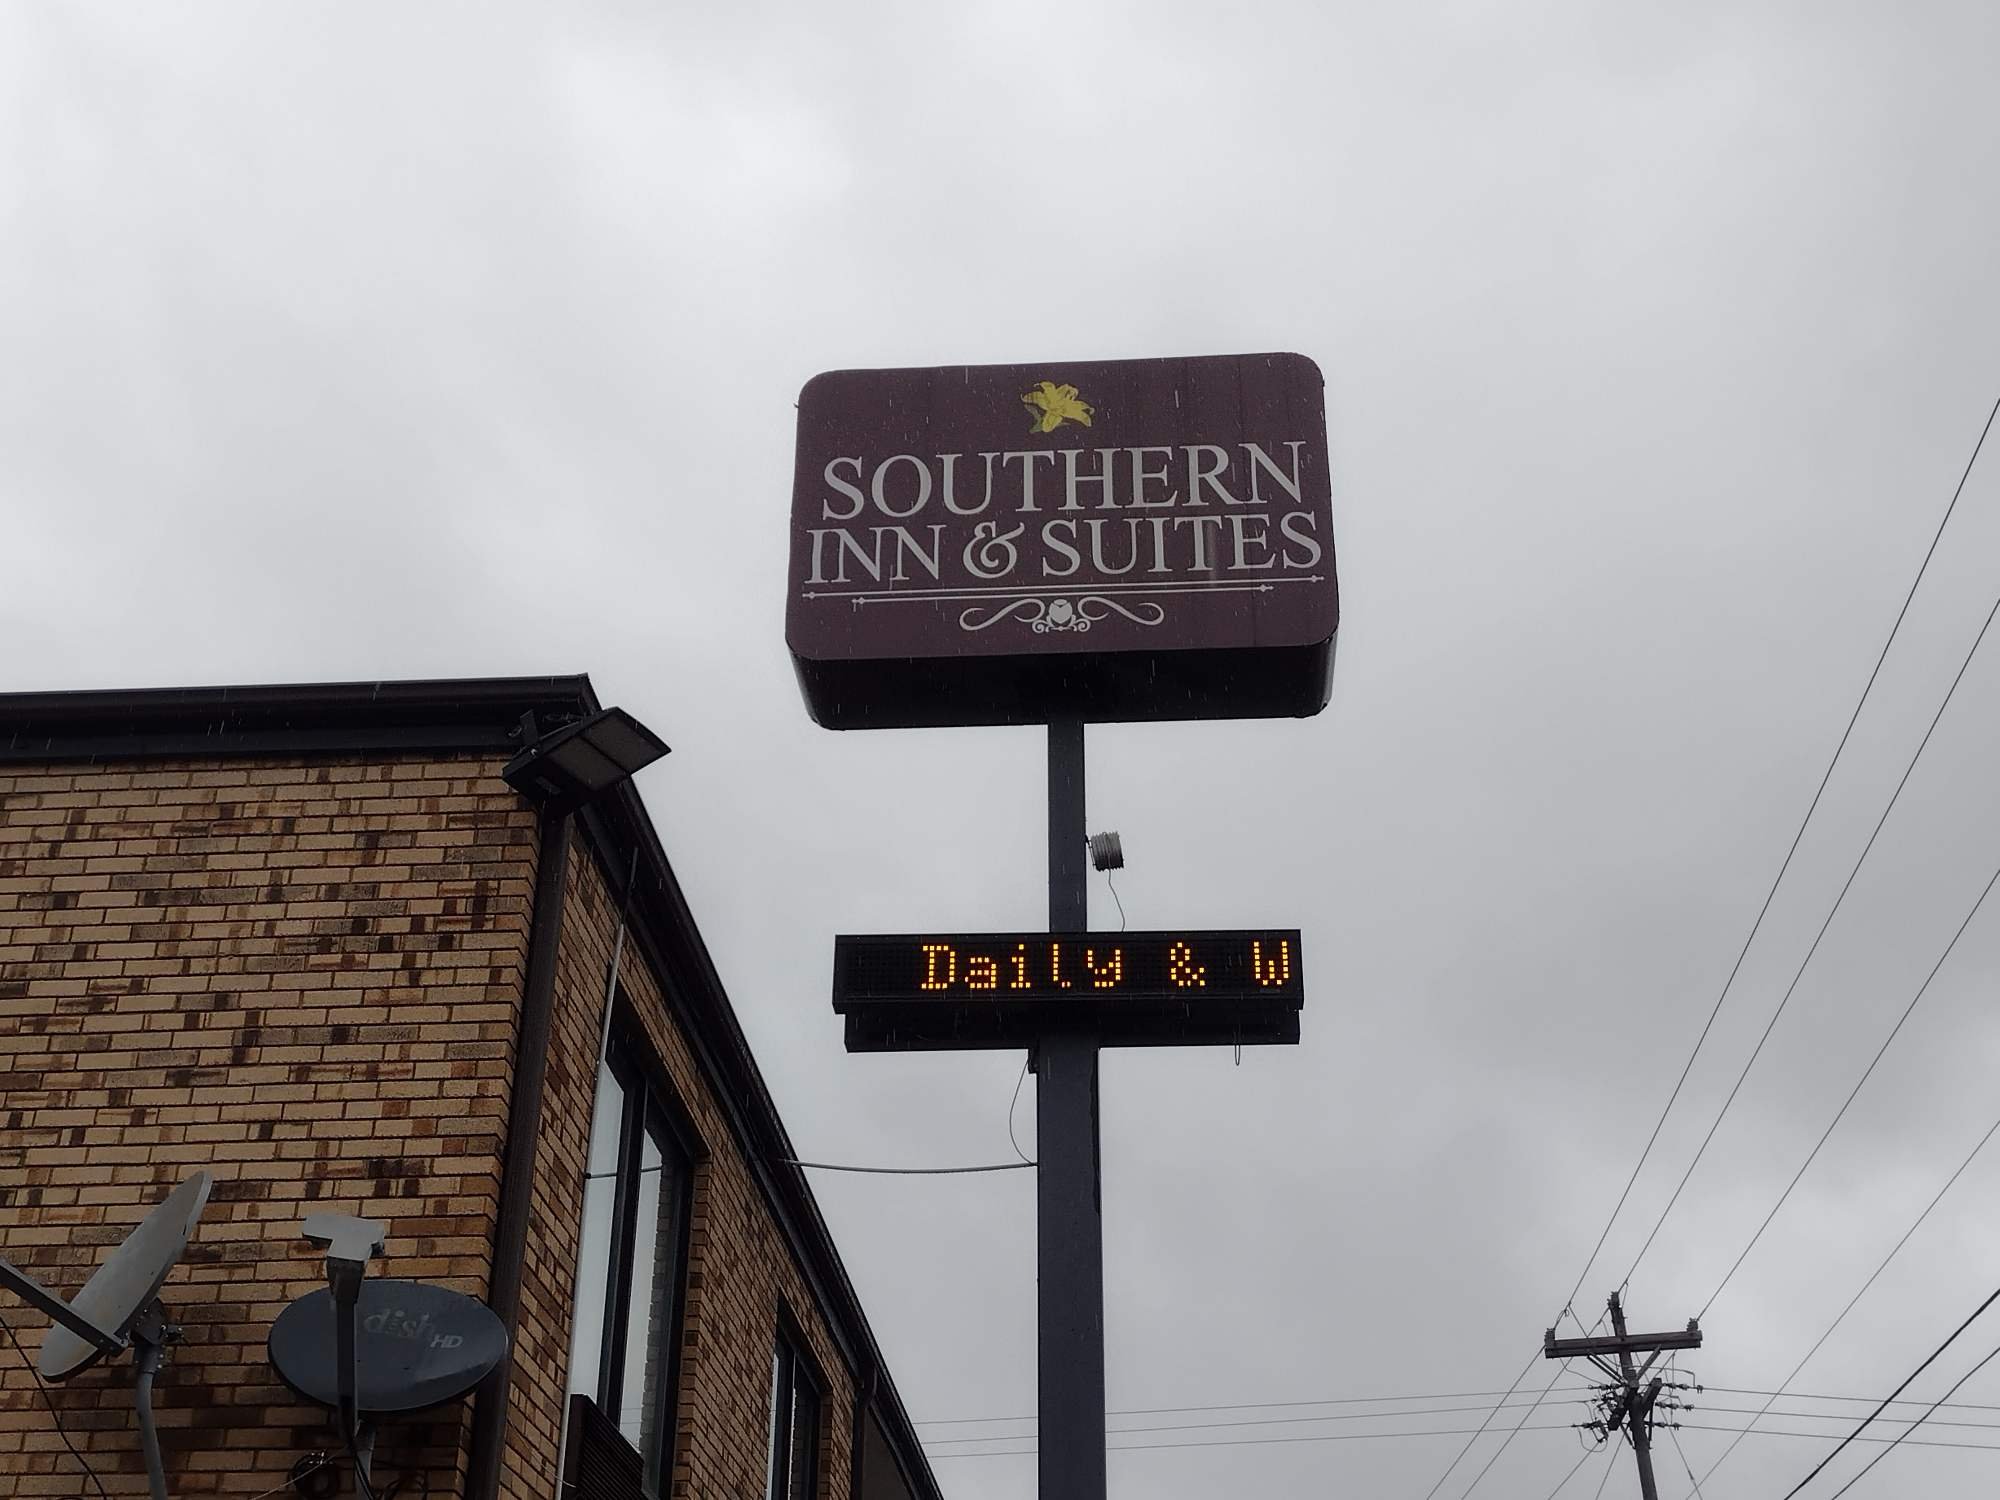 SOUTHERN
INN & SUITES
Daily & W
dish HD